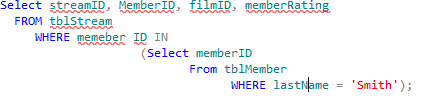 Select streamID, MemberID, filmID, memberRating
FROM tblStream
WHERE memeber ID IN
(Select memberID
From tblMember
WHERE lastName = 'Smith');